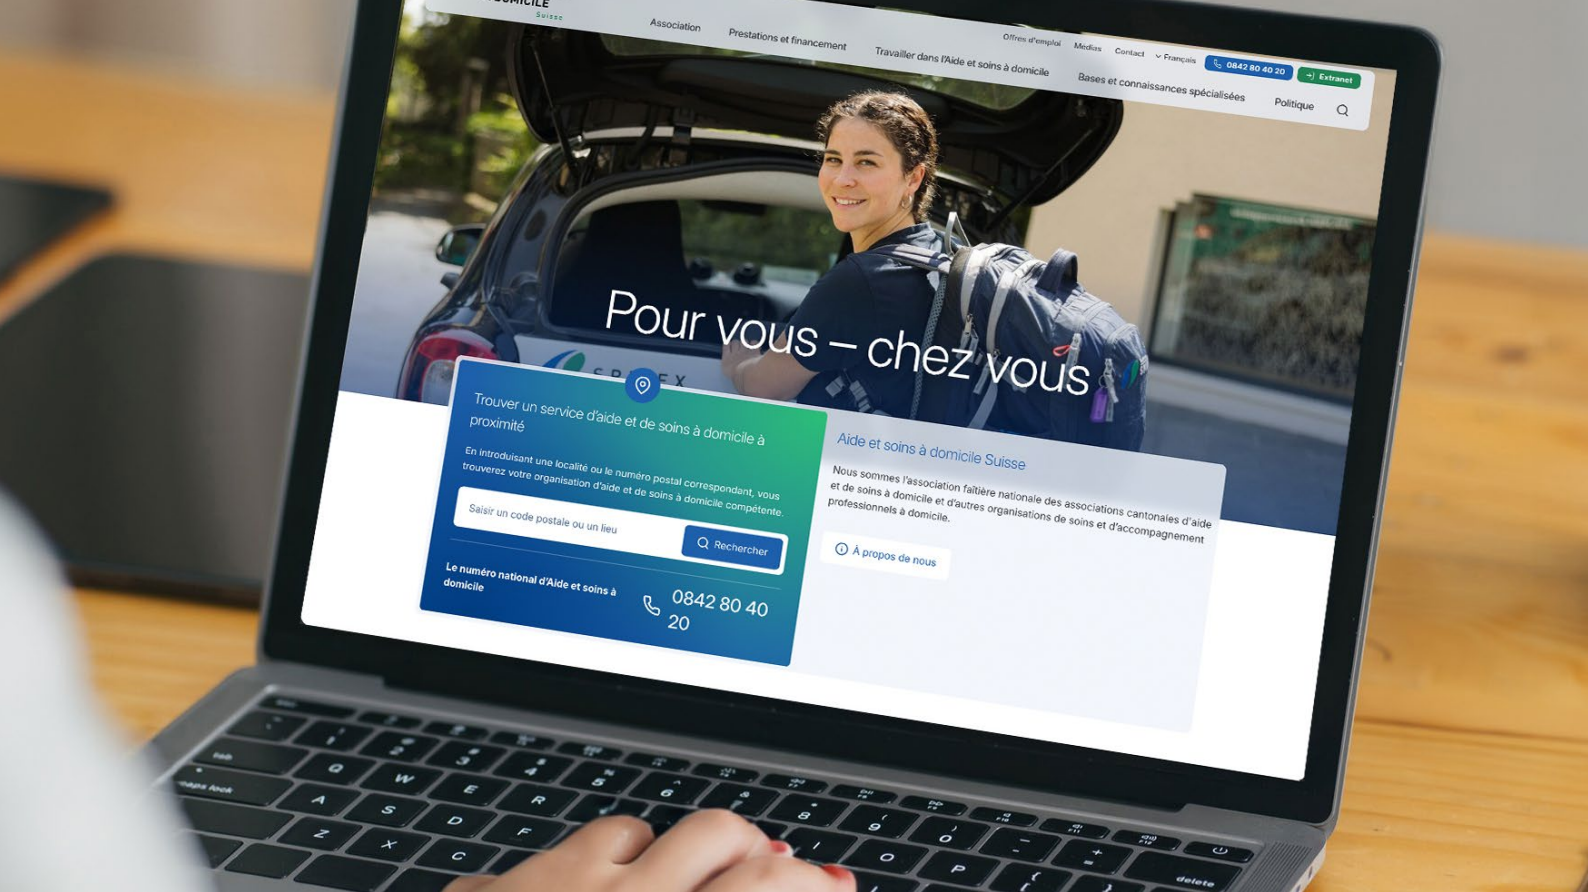 DOMICILE
Suisse
Offres d'emploi
Médias
Contact
Français
0842 80 40 20
Extranet
Association
Prestations et financement
Travailler dans l'Aide et soins à domicile
Bases et connaissances spécialisées
Politique
Pour vous – chez vous
Trouver un service d'aide et de soins à domicile à
proximité
En introduisant une localité ou le numéro postal correspondant, vous
trouverez votre organisation d'aide et de soins à domicile compétente.
Saisir un code postale ou un lieu
Rechercher
Le numéro national d'Aide et soins à
domicile
0842 80 40
20
Aide et soins à domicile Suisse
Nous sommes l'association faîtière nationale des associations cantonales d'aide
et de soins à domicile et d'autres organisations de soins et d'accompagnement
professionnels à domicile.
À propos de nous
tab
caps lock
delete
Q W E R
A S D F
Z X C
I O P